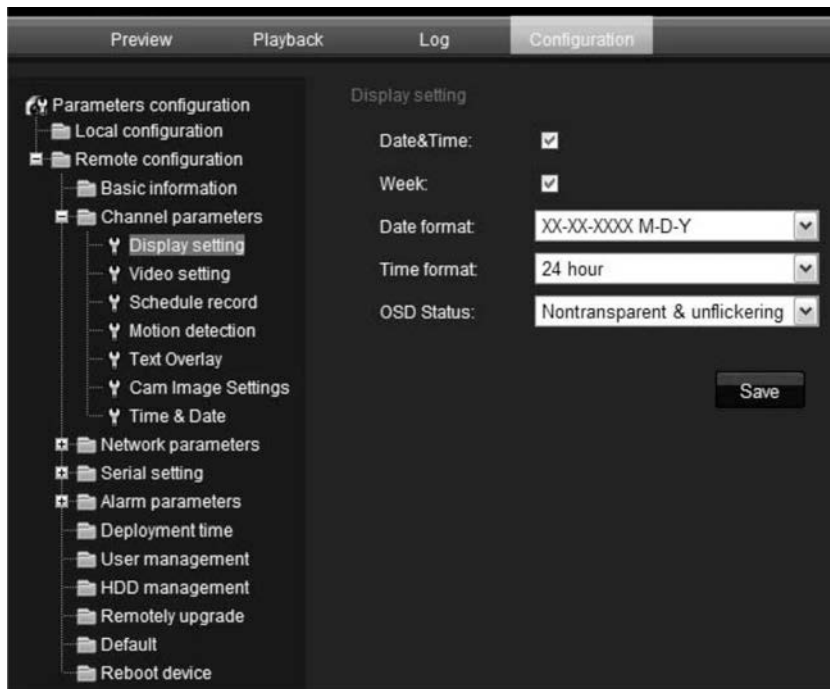 Preview Playback Log Configuration
Parameters configuration
Local configuration
Remote configuration
Basic information
Channel parameters
Display setting
Video setting
Schedule record
Motion detection
Text Overlay
Cam Image Settings
Time & Date
Network parameters
Serial setting
Alarm parameters
Deployment time
User management
HDD management
Remotely upgrade
Default
Reboot device
Display setting
Date&Time:
Week:
Date format: XX-XX-XXXX M-D-Y
Time format: 24 hour
OSD Status: Nontransparent & unflickering
Save